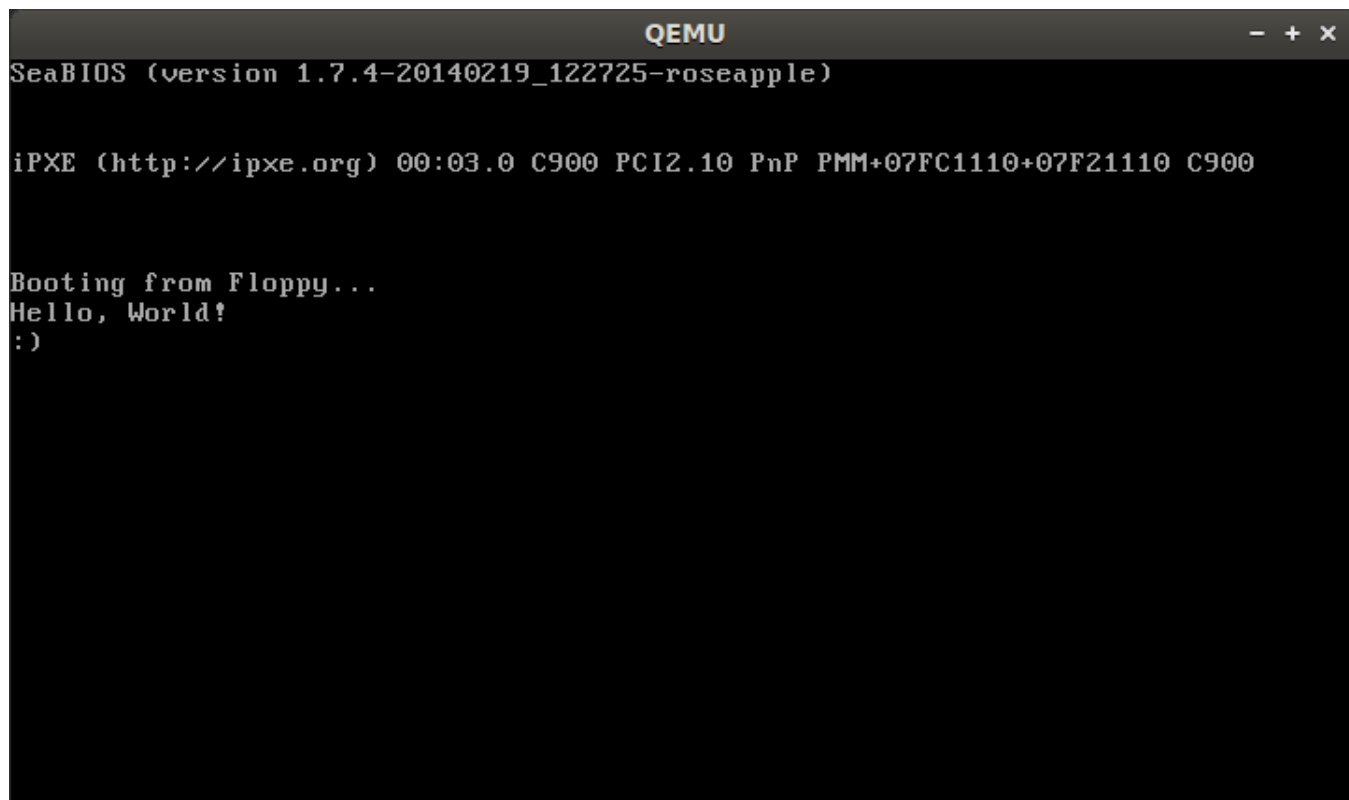 QEMU
SeaBIOS (version 1.7.4-20140219_122725-roseapple)
iPXE (http://ipxe.org) 00:03.0 C900 PCI2.10 PnP PMM+07FC1110+07F21110 C900
Booting from Floppy...
Hello, World!
:)